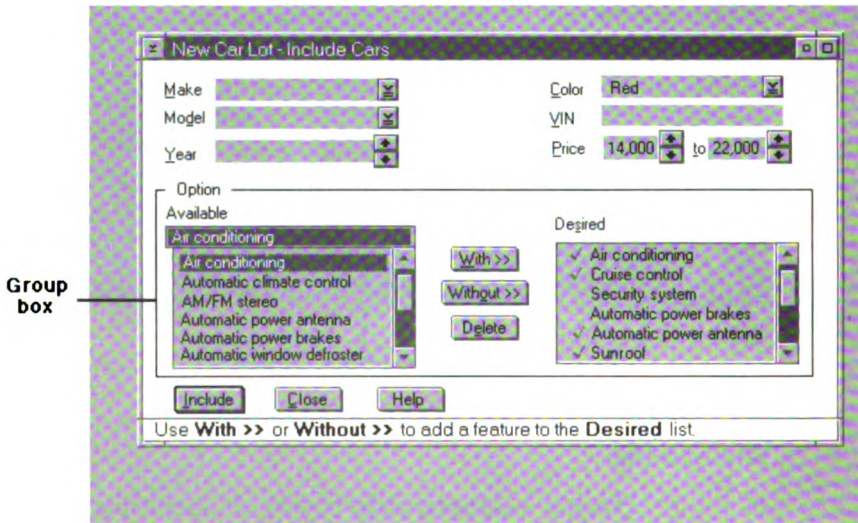 New Car Lot - Include Cars
Make
Color Red
Model
VIN
Year
Price 14,000 to 22,000
Option
Available
Desired
Air conditioning
Air conditioning
Automatic climate control
AM/FM stereo
Automatic power antenna
Automatic power brakes
Automatic window defroster
With >>
Without >>
Delete
Air conditioning
Cruise control
Security system
Automatic power brakes
Automatic power antenna
Sunroof
Group
box
Include Close Help
Use With >> or Without >> to add a feature to the Desired list.